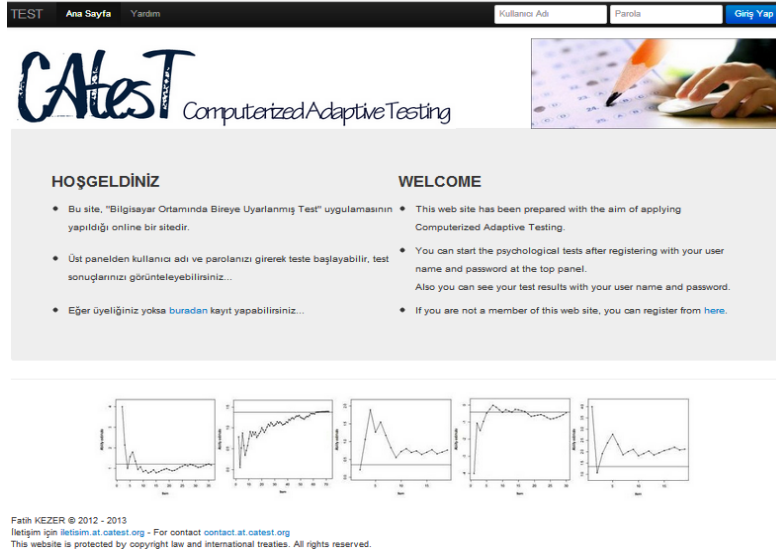 TEST Ana Sayfa Yardım Kullanıcı Adı Parola Giriş Yap
CATesT Computerized Adaptive Testing
HOŞGELDİNİZ
• Bu site, "Bilgisayar Ortamında Bireye Uyarlanmış Test" uygulamasının
yapıldığı online bir sitedir.
• Üst panelden kullanıcı adı ve parolanızı girerek teste başlayabilir, test
sonuçlarınızı görünteleyebilirsiniz...
• Eğer üyeliğiniz yoksa buradan kayıt yapabilirsiniz...
WELCOME
• This web site has been prepared with the aim of applying
Computerized Adaptive Testing.
• You can start the psychological tests after registering with your user
name and password at the top panel.
Also you can see your test results with your user name and password.
• If you are not a member of this web site, you can register from here.
Fatih KEZER © 2012 - 2013
İletişim için iletisim.at.catest.org - For contact contact.at.catest.org
This website is protected by copyright law and international treaties. All rights reserved.